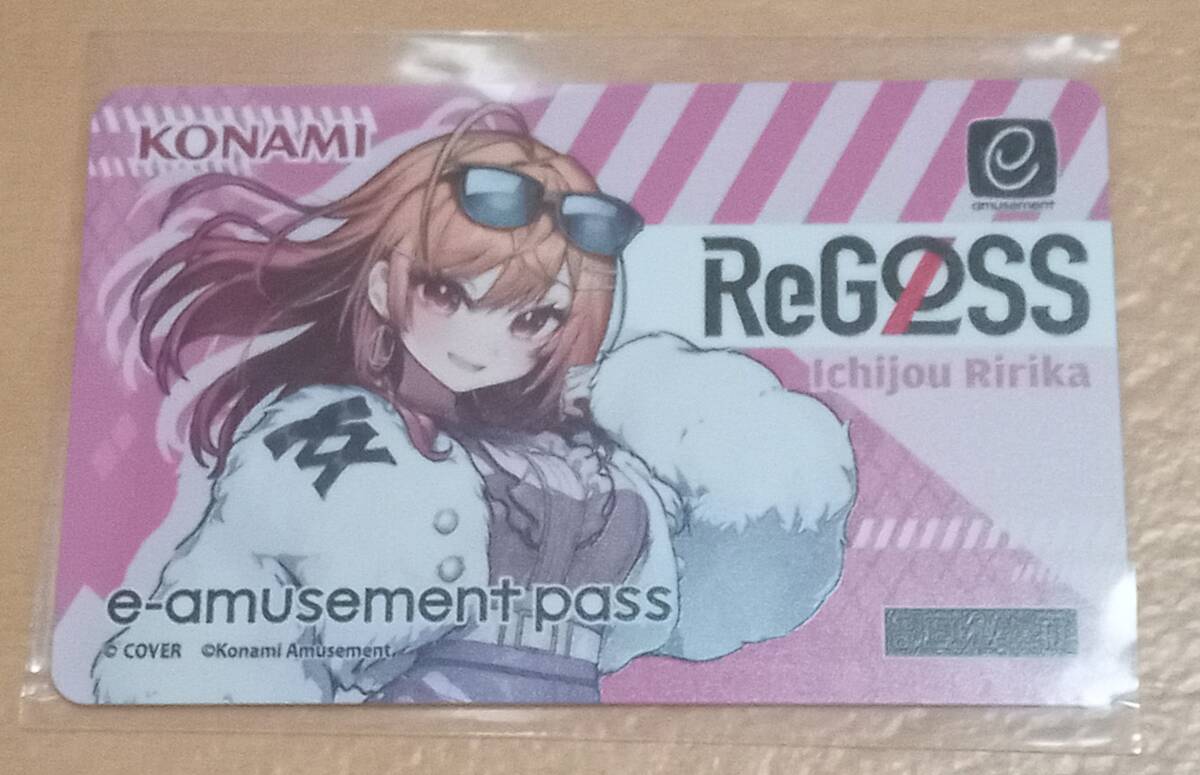 KONAMI
e
amusement
ReGLOSS
Ichijou Ririka
e-amusement pass
© COVER ©Konami Amusement